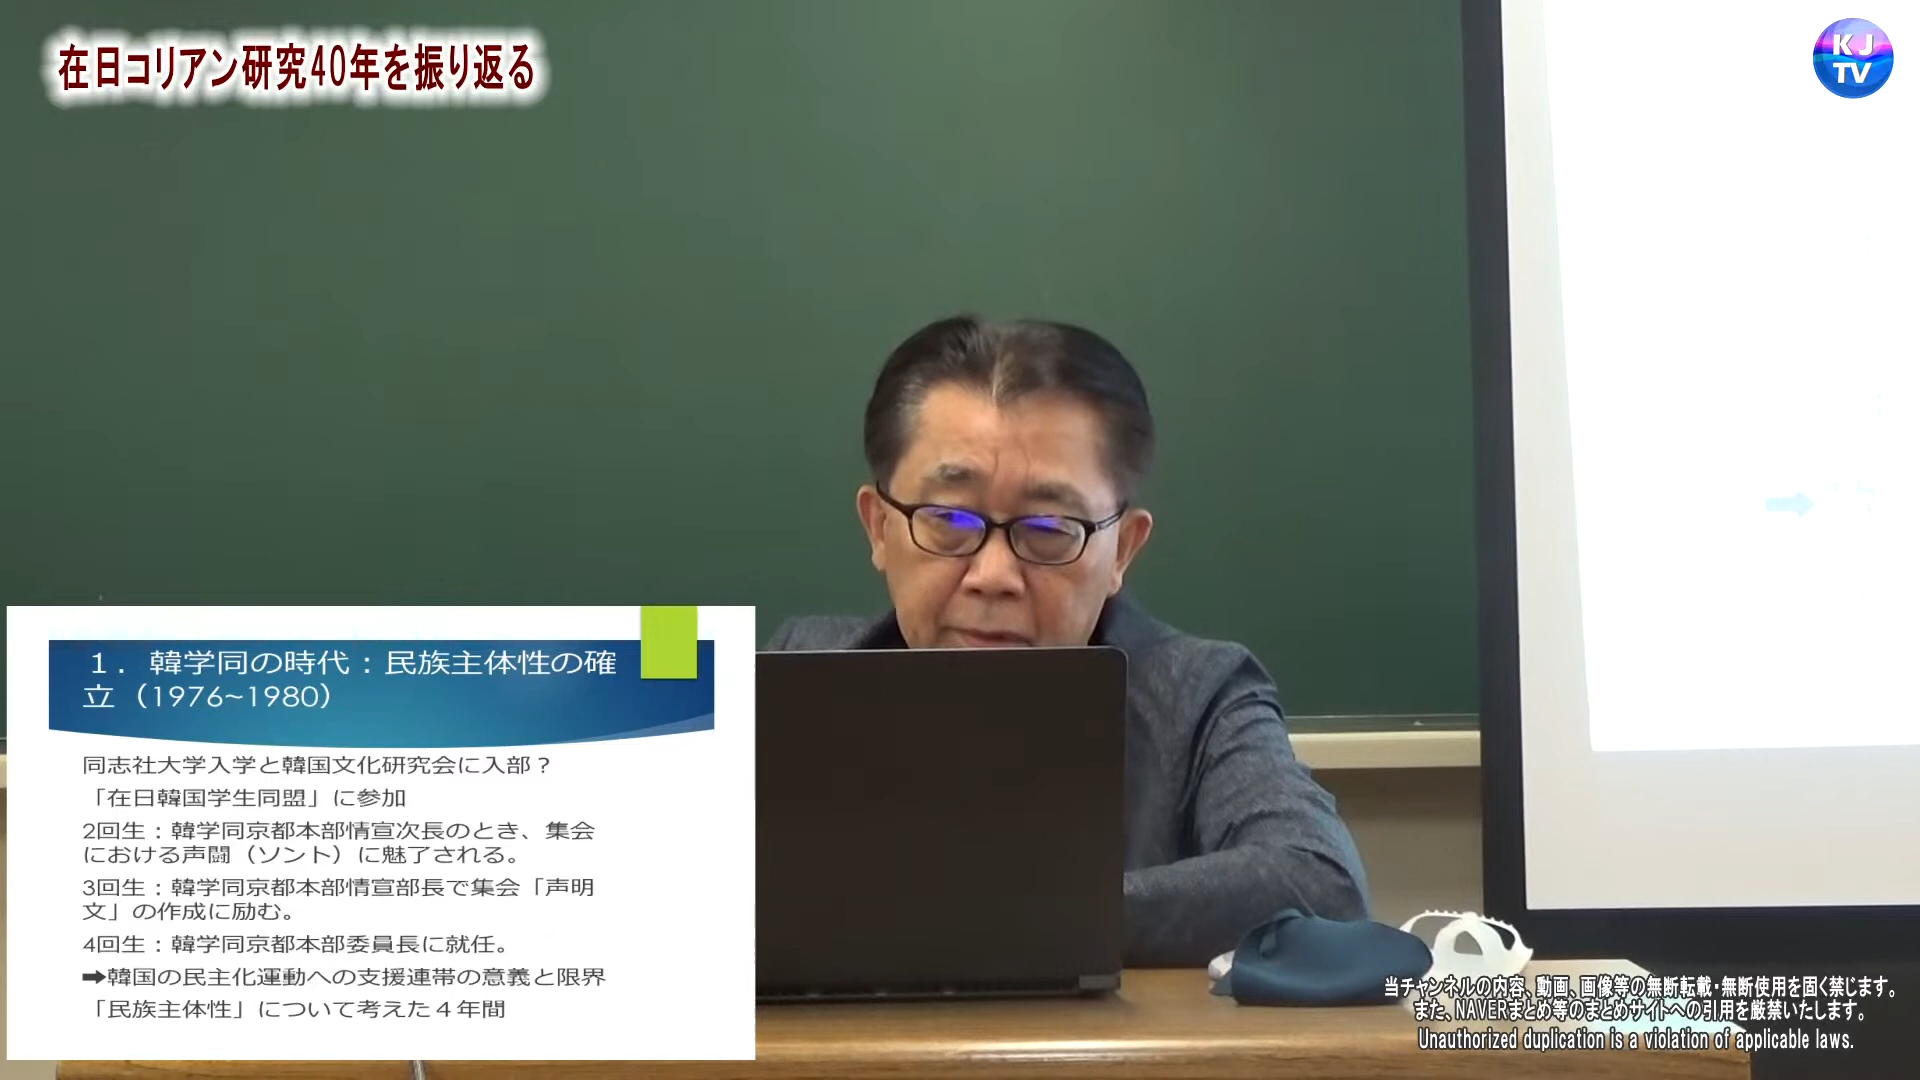 在日コリアン研究40年を振り返る
KJ
TV
1．韓学同の時代：民族主体性の確
立（1976~1980）
同志社大学入学と韓国文化研究会に入部？
「在日韓国学生同盟」に参加
2回生：韓学同京都本部情宣次長のとき、集会
における声闘（ソント）に魅了される。
3回生：韓学同京都本部情宣部長で集会「声明
文」の作成に励む。
4回生：韓学同京都本部委員長に就任。
➡韓国の民主化運動への支援連帯の意義と限界
「民族主体性」について考えた４年間
当チャンネルの内容、動画、画像等の無断転載・無断使用を固く禁じます。
また、NAVERまとめ等のまとめサイトへの引用を厳禁いたします。
Unauthorized duplication is a violation of applicable laws.